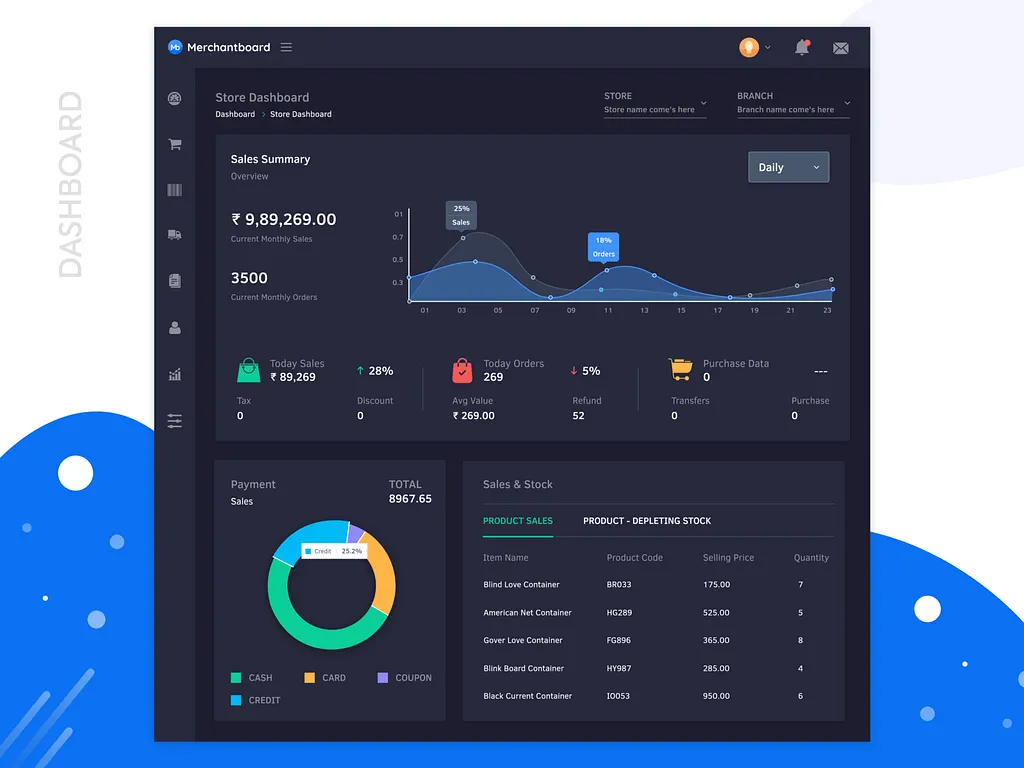 DASHBOARD
Mb Merchantboard
Store Dashboard
Dashboard > Store Dashboard
STORE
Store name come's here
BRANCH
Branch name come's here
Sales Summary
Overview
Daily
₹ 9,89,269.00
Current Monthly Sales
3500
Current Monthly Orders
01
0.7
0.5
0.3
25%
Sales
18%
Orders
01 03 05 07 09 11 13 15 17 19 21 23
Today Sales
₹ 89,269
↑ 28%
Tax
0
Discount
0
Today Orders
269
↓ 5%
Avg Value
₹ 269.00
Refund
52
Purchase Data
0
---
Transfers
0
Purchase
0
Payment
Sales
TOTAL
8967.65
Credit 25.2%
CASH CARD COUPON
CREDIT
Sales & Stock
PRODUCT SALES PRODUCT - DEPLETING STOCK
Item Name Product Code Selling Price Quantity
Blind Love Container BR033 175.00 7
American Net Container HG289 525.00 5
Gover Love Container FG896 365.00 8
Blink Board Container HY987 285.00 4
Black Current Container IO053 950.00 6